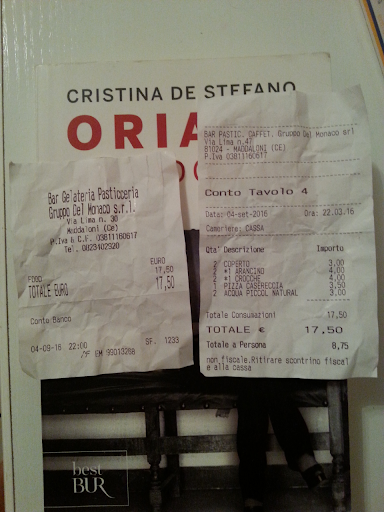 CRISTINA DE STEFANO
ORIA
Bar Gelateria Pasticceria
Gruppo Del Monaco s.r.l.
Via Lima n. 30
Maddaloni (CE)
P.Iva & C.F. 03811160617
Tel. 0823402920
EURO
FOOD 17,50
TOTALE EURO 17,50
Conto Banco
04-09-16 22:00 SF. 1233
MF EM 99013268
BAR PASTIC. CAFFET. Gruppo Del Monaco srl
Via Lima n.47
81024 - MADDALONI (CE)
P.Iva 03811160617
Conto Tavolo 4
Data: 04-set-2016 Ora: 22.03.16
Cameriere: CASSA
Qta' Descrizione Importo
2 COPERTO 3,00
2 *1 ARANCINO 4,00
2 *1 CROCCHE 4,00
1 PIZZA CASERECCIA 3,50
2 ACQUA PICCOL NATURAL 3,00
Totale Consumazioni 17,50
TOTALE € 17,50
Totale a Persona 8,75
non fiscale.Ritirare scontrino fiscal
e alla cassa
best
BUR